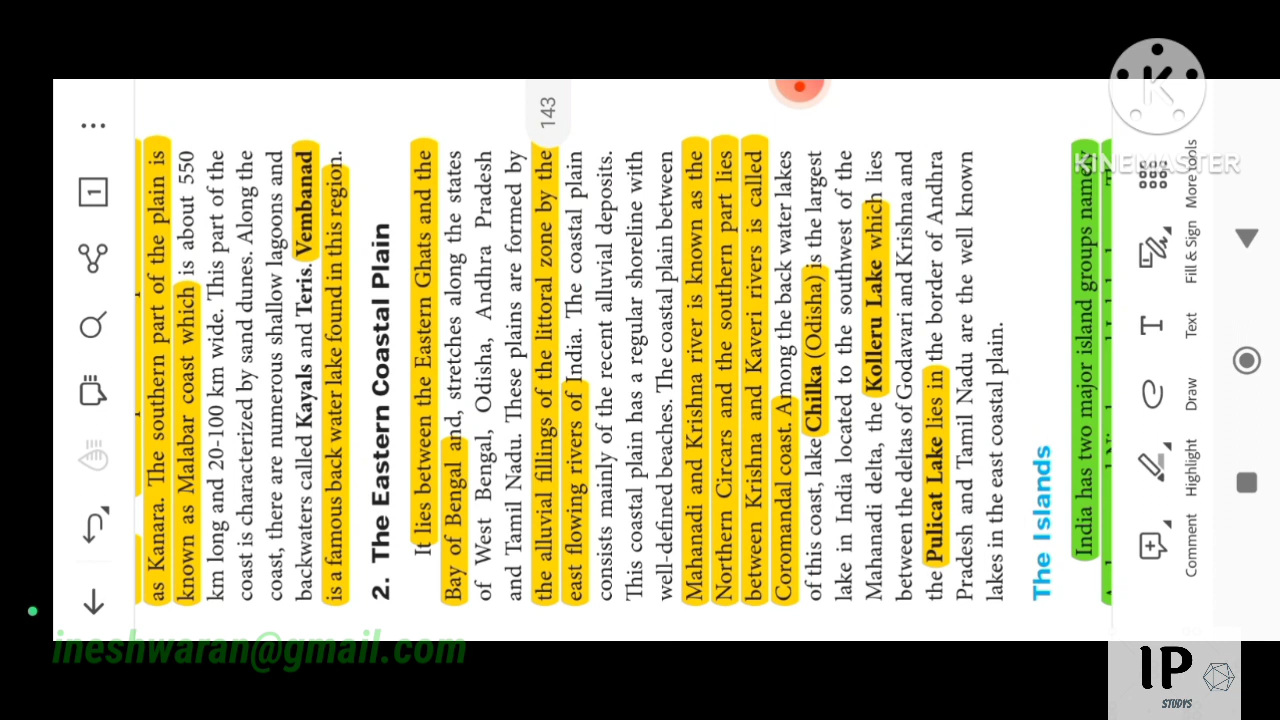 143
as Kanara. The southern part of the plain is
known as Malabar coast which is about 550
km long and 20-100 km wide. This part of the
coast is characterized by sand dunes. Along the
coast, there are numerous shallow lagoons and
backwaters called Kayals and Teris. Vembanad
is a famous back water lake found in this region.
2. The Eastern Coastal Plain
It lies between the Eastern Ghats and the
Bay of Bengal and, stretches along the states
of West Bengal, Odisha, Andhra Pradesh
and Tamil Nadu. These plains are formed by
the alluvial fillings of the littoral zone by the
east flowing rivers of India. The coastal plain
consists mainly of the recent alluvial deposits.
This coastal plain has a regular shoreline with
well-defined beaches. The coastal plain between
Mahanadi and Krishna river is known as the
Northern Circars and the southern part lies
between Krishna and Kaveri rivers is called
Coromandal coast. Among the back water lakes
of this coast, lake Chilka (Odisha) is the largest
lake in India located to the southwest of the
Mahanadi delta, the Kolleru Lake which lies
between the deltas of Godavari and Krishna and
the Pulicat Lake lies in the border of Andhra
Pradesh and Tamil Nadu are the well known
lakes in the east coastal plain.
The Islands
India has two major island groups namely
Comment
Highlight
Draw
Text
Fill & Sign
More tools
1
K
KINEMASTER
ineshwaran@gmail.com
IP
STUDYS